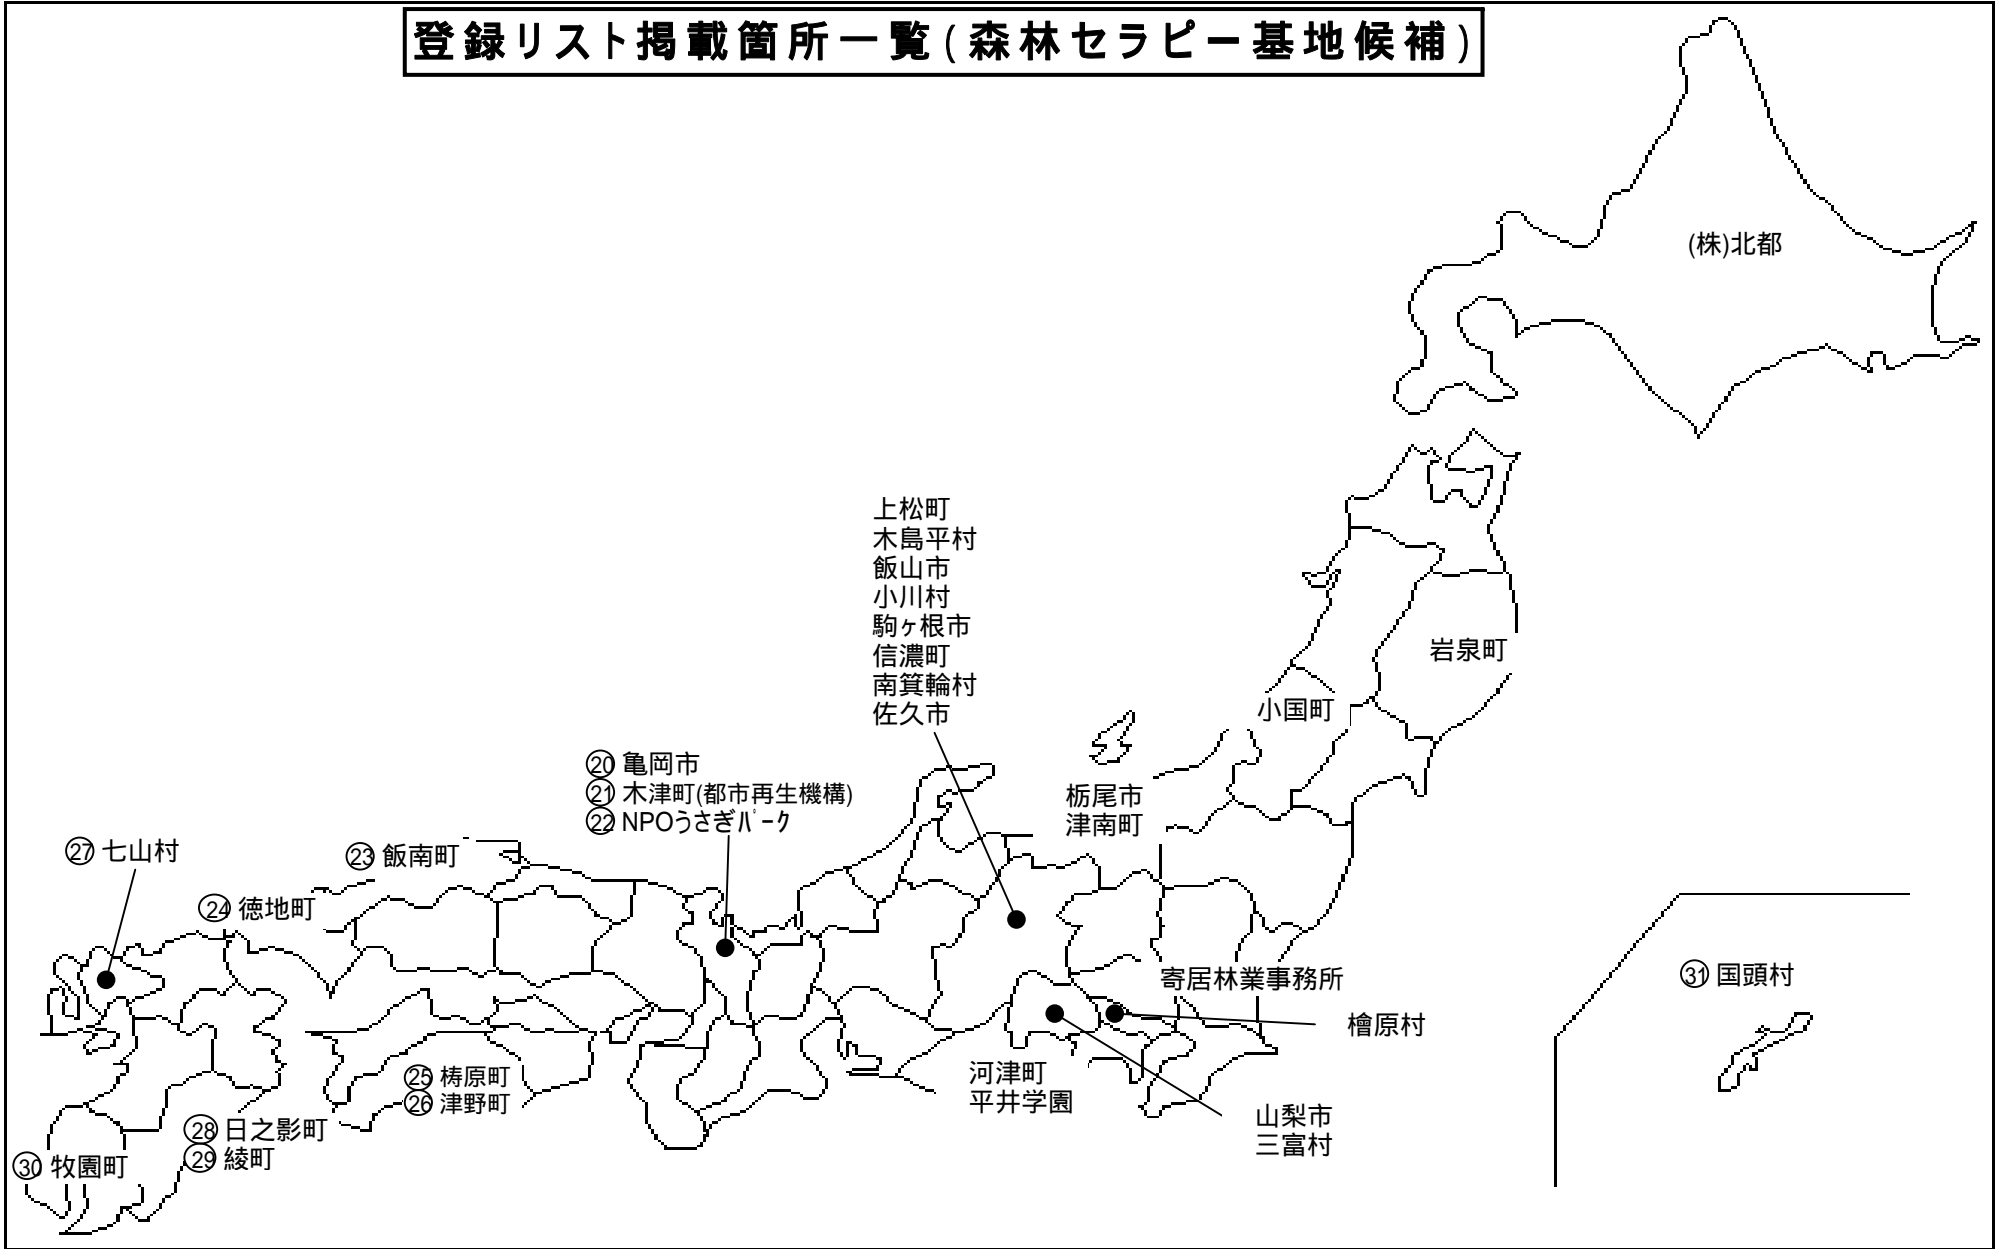 登録リスト掲載箇所一覧(森林セラピー基地候補)
(株)北都
岩泉町
小国町
上松町
木島平村
飯山市
小川村
駒ヶ根市
信濃町
南箕輪村
佐久市
栃尾市
津南町
⑳ 亀岡市
㉑ 木津町(都市再生機構)
㉒ NPOうさぎﾊﾟｰｸ
㉓ 飯南町
㉗ 七山村
㉔ 徳地町
寄居林業事務所
檜原村
㉛ 国頭村
河津町
平井学園
山梨市
三富村
㉕ 梼原町
㉖ 津野町
㉘ 日之影町
㉙ 綾町
㉚ 牧園町